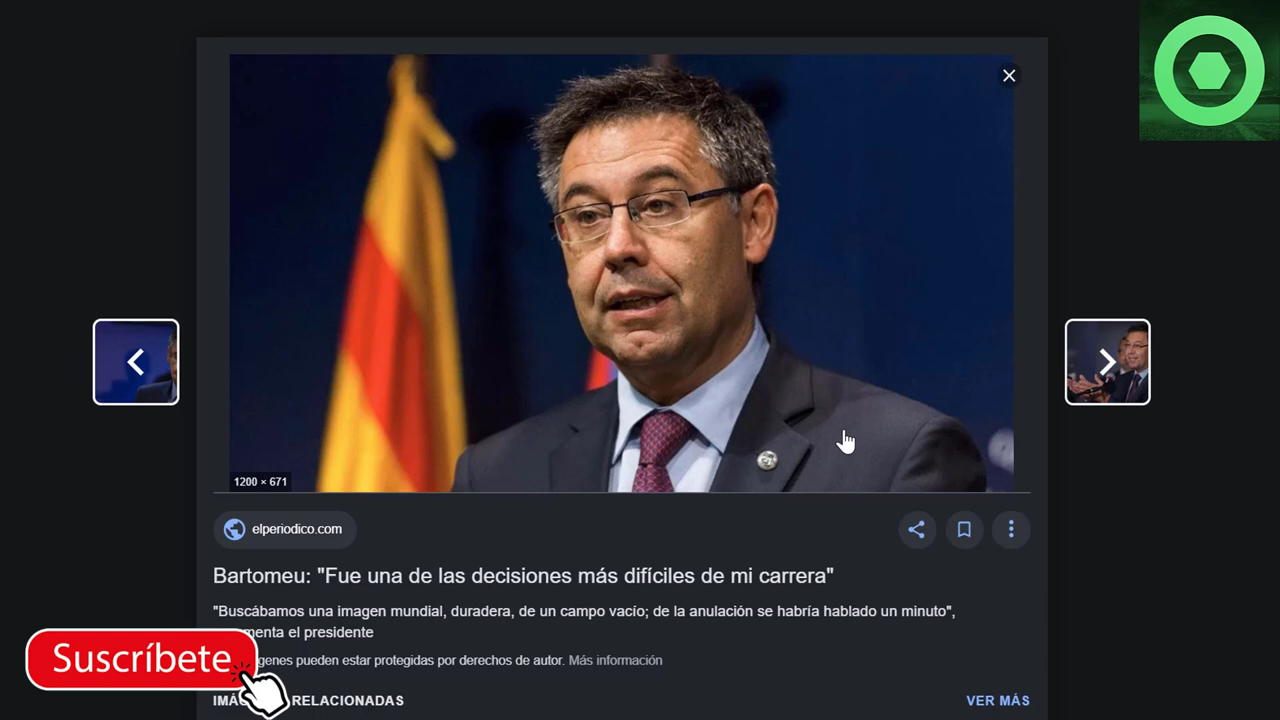 1200 × 671
elperiodico.com
Bartomeu: "Fue una de las decisiones más difíciles de mi carrera"
"Buscábamos una imagen mundial, duradera, de un campo vacío; de la anulación se habría hablado un minuto",
el presidente
pueden estar protegidas por derechos de autor. Más información
Suscríbete
RELACIONADAS
VER MÁS